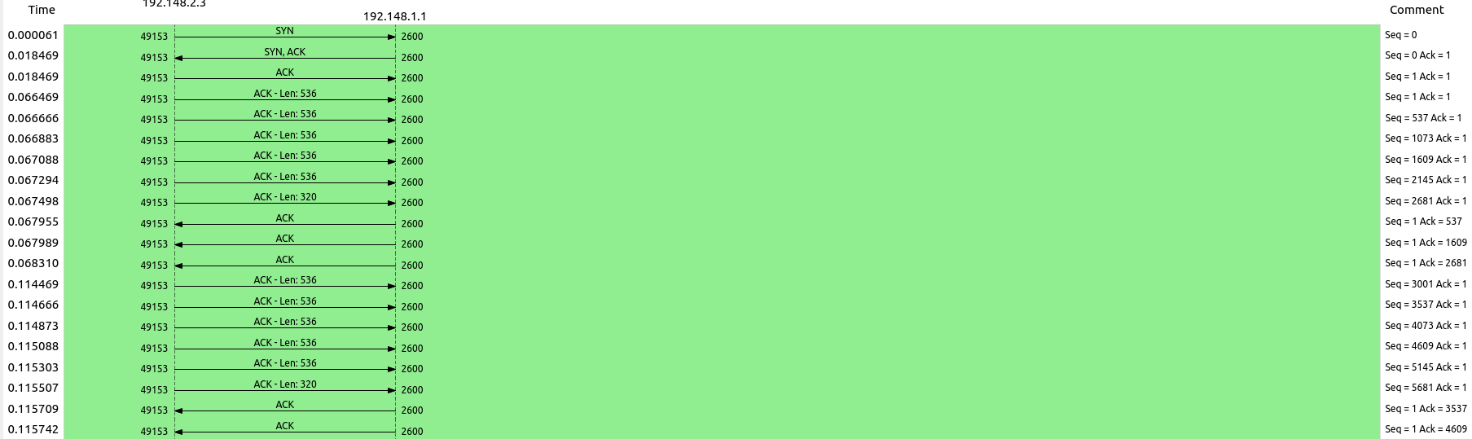 192.148.2.3
Time 192.148.1.1 Comment
0.000061 49153 SYN 2600 Seq = 0
0.018469 49153 SYN, ACK 2600 Seq = 0 Ack = 1
0.018469 49153 ACK 2600 Seq = 1 Ack = 1
0.066469 49153 ACK - Len: 536 2600 Seq = 1 Ack = 1
0.066666 49153 ACK - Len: 536 2600 Seq = 537 Ack = 1
0.066883 49153 ACK - Len: 536 2600 Seq = 1073 Ack = 1
0.067088 49153 ACK - Len: 536 2600 Seq = 1609 Ack = 1
0.067294 49153 ACK - Len: 536 2600 Seq = 2145 Ack = 1
0.067498 49153 ACK - Len: 320 2600 Seq = 2681 Ack = 1
0.067955 49153 ACK 2600 Seq = 1 Ack = 537
0.067989 49153 ACK 2600 Seq = 1 Ack = 1609
0.068310 49153 ACK 2600 Seq = 1 Ack = 2681
0.114469 49153 ACK - Len: 536 2600 Seq = 3001 Ack = 1
0.114666 49153 ACK - Len: 536 2600 Seq = 3537 Ack = 1
0.114873 49153 ACK - Len: 536 2600 Seq = 4073 Ack = 1
0.115088 49153 ACK - Len: 536 2600 Seq = 4609 Ack = 1
0.115303 49153 ACK - Len: 536 2600 Seq = 5145 Ack = 1
0.115507 49153 ACK - Len: 320 2600 Seq = 5681 Ack = 1
0.115709 49153 ACK 2600 Seq = 1 Ack = 3537
0.115742 49153 ACK 2600 Seq = 1 Ack = 4609